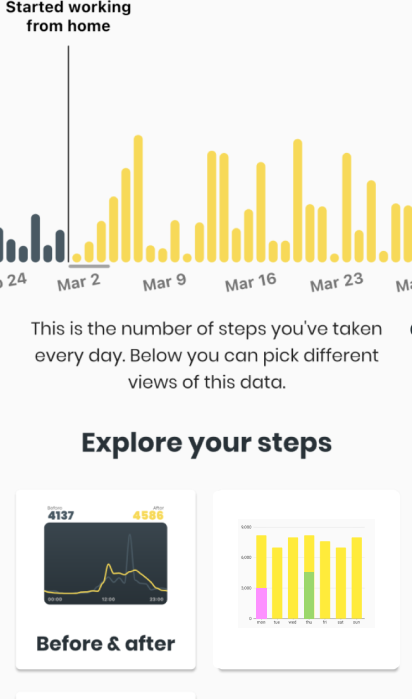 Started working
from home
24
Mar 2
Mar 9
Mar 16
Mar 23
This is the number of steps you've taken
every day. Below you can pick different
views of this data.
Explore your steps
Before
After
4137
4586
00:00
12:00
23:00
Before & after
9,000
6,000
3,000
0
mon
tue
wed
thu
fri
sat
sun